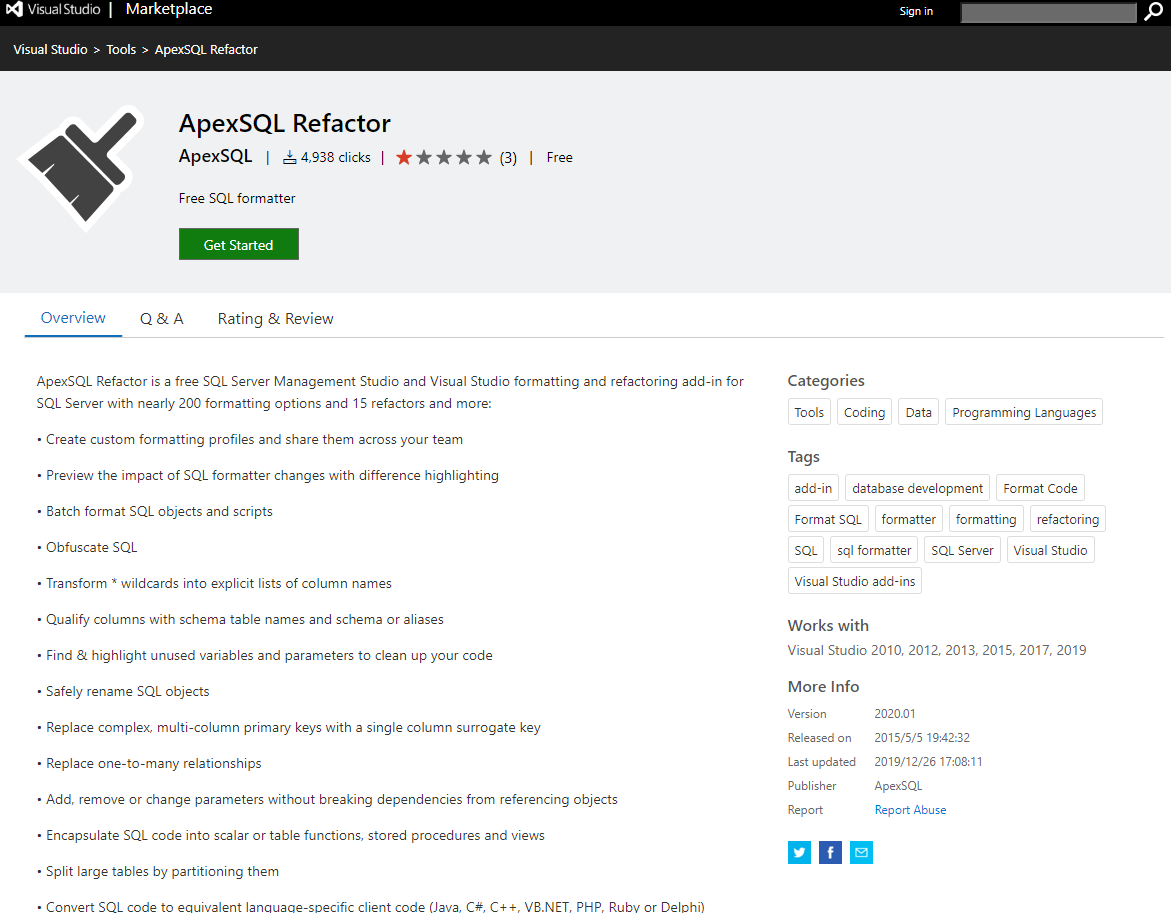 Visual Studio | Marketplace
Sign in
Visual Studio > Tools > ApexSQL Refactor
ApexSQL Refactor
ApexSQL | 4,938 clicks | (3) | Free
Free SQL formatter
Get Started
Overview
Q & A
Rating & Review
ApexSQL Refactor is a free SQL Server Management Studio and Visual Studio formatting and refactoring add-in for
SQL Server with nearly 200 formatting options and 15 refactors and more:
• Create custom formatting profiles and share them across your team
• Preview the impact of SQL formatter changes with difference highlighting
• Batch format SQL objects and scripts
• Obfuscate SQL
• Transform * wildcards into explicit lists of column names
• Qualify columns with schema table names and schema or aliases
• Find & highlight unused variables and parameters to clean up your code
• Safely rename SQL objects
• Replace complex, multi-column primary keys with a single column surrogate key
• Replace one-to-many relationships
• Add, remove or change parameters without breaking dependencies from referencing objects
• Encapsulate SQL code into scalar or table functions, stored procedures and views
• Split large tables by partitioning them
• Convert SQL code to equivalent language-specific client code (Java, C#, C++, VB.NET, PHP, Ruby or Delphi)
Categories
Tools Coding Data Programming Languages
Tags
add-in database development Format Code
Format SQL formatter formatting refactoring
SQL sql formatter SQL Server Visual Studio
Visual Studio add-ins
Works with
Visual Studio 2010, 2012, 2013, 2015, 2017, 2019
More Info
Version 2020.01
Released on 2015/5/5 19:42:32
Last updated 2019/12/26 17:08:11
Publisher ApexSQL
Report Report Abuse